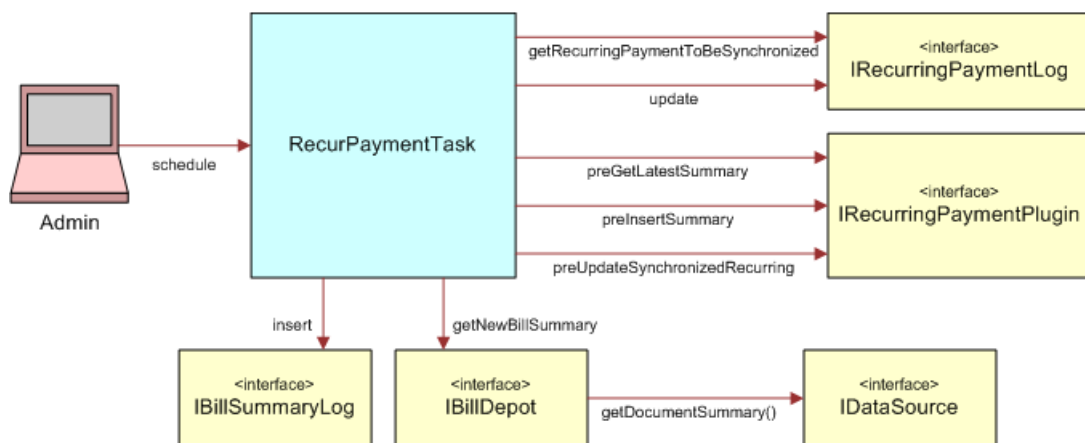 getRecurringPaymentToBeSynchronized
<interface>
IRecurringPaymentLog
update
RecurPaymentTask
schedule
Admin
preGetLatestSummary
preInsertSummary
preUpdateSynchronizedRecurring
<interface>
IRecurringPaymentPlugin
insert
getNewBillSummary
<interface>
IBillSummaryLog
<interface>
IBillDepot
getDocumentSummary()
<interface>
IDataSource